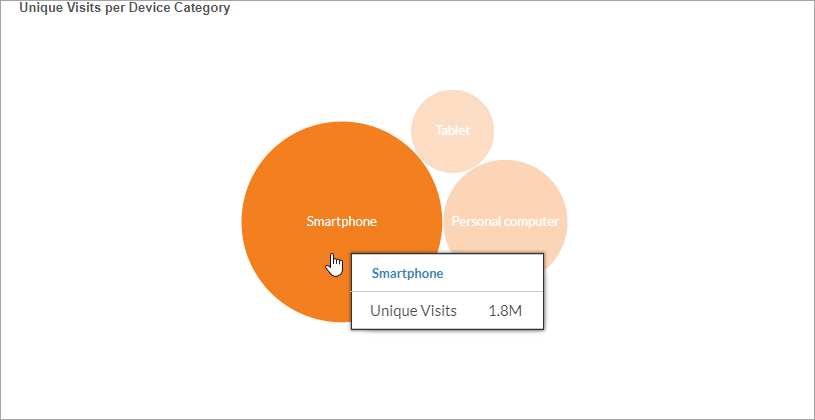 Unique Visits per Device Category
Tablet
Smartphone
Personal computer
Smartphone
Unique Visits 1.8M